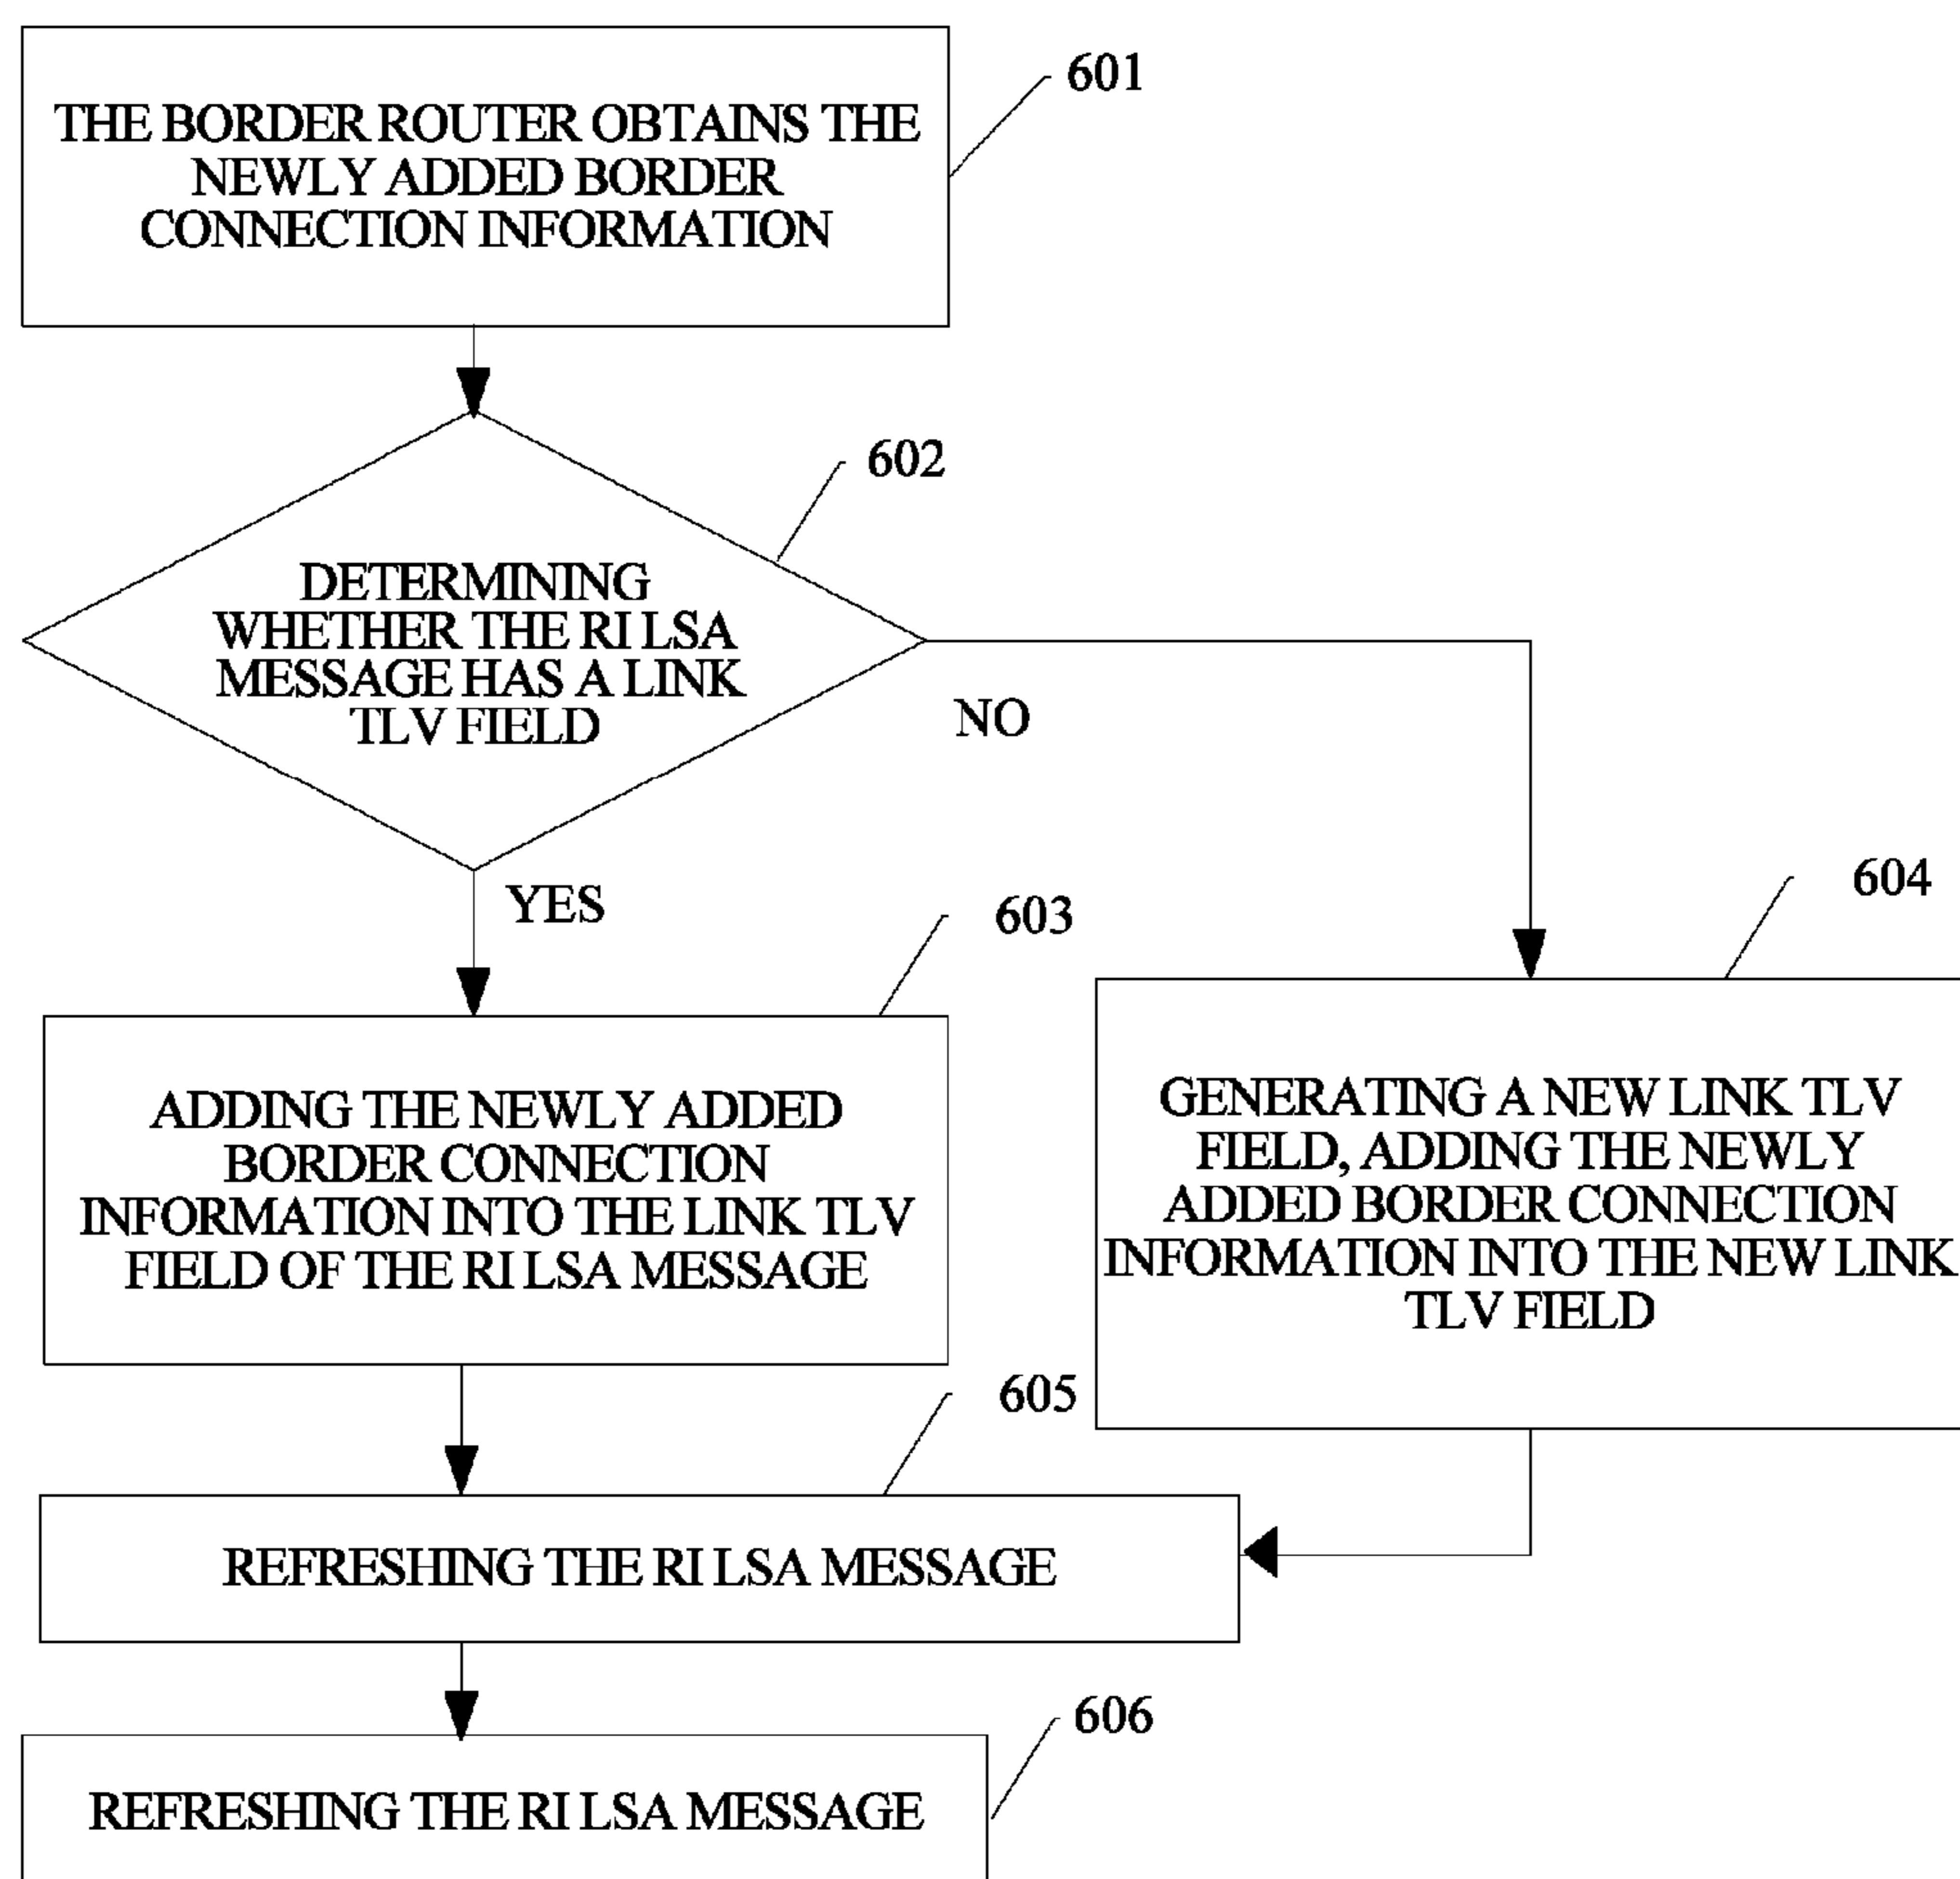 601
THE BORDER ROUTER OBTAINS THE
NEWLY ADDED BORDER
CONNECTION INFORMATION
602
DETERMINING
WHETHER THE RI LSA
MESSAGE HAS A LINK
TLV FIELD
NO
YES
603
604
ADDING THE NEWLY ADDED
BORDER CONNECTION
INFORMATION INTO THE LINK TLV
FIELD OF THE RI LSA MESSAGE
GENERATING A NEW LINK TLV
FIELD, ADDING THE NEWLY
ADDED BORDER CONNECTION
INFORMATION INTO THE NEW LINK
TLV FIELD
605
REFRESHING THE RI LSA MESSAGE
606
REFRESHING THE RI LSA MESSAGE